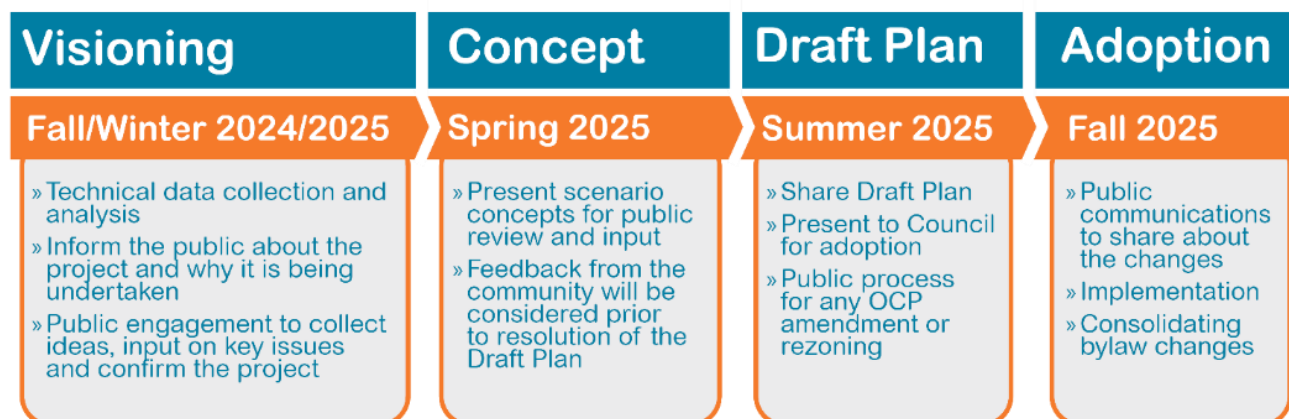 Visioning
Fall/Winter 2024/2025
» Technical data collection and
analysis
» Inform the public about the
project and why it is being
undertaken
» Public engagement to collect
ideas, input on key issues
and confirm the project
Concept
Spring 2025
» Present scenario
concepts for public
review and input
» Feedback from the
community will be
considered prior
to resolution of the
Draft Plan
Draft Plan
Summer 2025
» Share Draft Plan
» Present to Council
for adoption
» Public process
for any OCP
amendment or
rezoning
Adoption
Fall 2025
» Public
communications
to share about
the changes
» Implementation
» Consolidating
bylaw changes